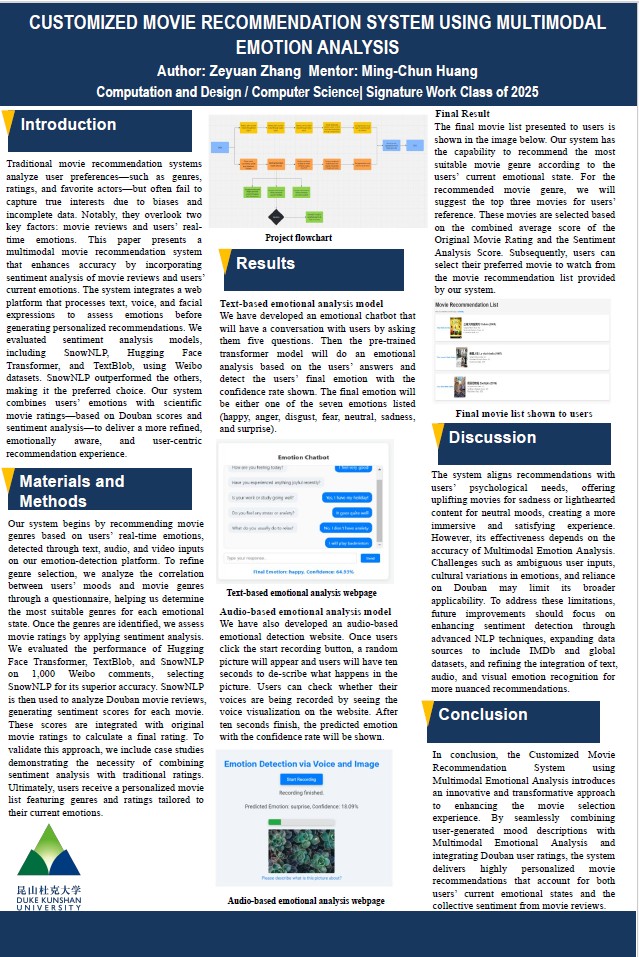 CUSTOMIZED MOVIE RECOMMENDATION SYSTEM USING MULTIMODAL
EMOTION ANALYSIS
Author: Zeyuan Zhang Mentor: Ming-Chun Huang
Computation and Design / Computer Science| Signature Work Class of 2025
Introduction
Traditional movie recommendation systems
analyze user preferences—such as genres,
ratings, and favorite actors—but often fail to
capture true interests due to biases and
incomplete data. Notably, they overlook two
key factors: movie reviews and users' real-
time emotions. This paper presents a
multimodal movie recommendation system
that enhances accuracy by incorporating
sentiment analysis of movie reviews and users'
current emotions. The system integrates a web
platform that processes text, voice, and facial
expressions to assess emotions before
generating personalized recommendations. We
evaluated sentiment analysis models,
including SnowNLP, Hugging Face
Transformer, and TextBlob, using Weibo
datasets. SnowNLP outperformed the others,
making it the preferred choice. Our system
combines users' emotions with scientific
movie ratings—based on Douban scores and
sentiment analysis—to deliver a more refined,
emotionally aware, and user-centric
recommendation experience.
Materials and
Methods
Our system begins by recommending movie
genres based on users' real-time emotions,
detected through text, audio, and video inputs
on our emotion-detection platform. To refine
genre selection, we analyze the correlation
between users' moods and movie genres
through a questionnaire, helping us determine
the most suitable genres for each emotional
state. Once the genres are identified, we assess
movie ratings by applying sentiment analysis.
We evaluated the performance of Hugging
Face Transformer, TextBlob, and SnowNLP
on 1,000 Weibo comments, selecting
SnowNLP for its superior accuracy. SnowNLP
is then used to analyze Douban movie reviews,
generating sentiment scores for each movie.
These scores are integrated with original
movie ratings to calculate a final rating. To
validate this approach, we include case studies
demonstrating the necessity of combining
sentiment analysis with traditional ratings.
Ultimately, users receive a personalized movie
list featuring genres and ratings tailored to
their current emotions.
昆山杜克大学
DUKE KUNSHAN
UNIVERSITY
Project flowchart
Results
Text-based emotional analysis model
We have developed an emotional chatbot that
will have a conversation with users by asking
them five questions. Then the pre-trained
transformer model will do an emotional
analysis based on the users' answers and
detect the users' final emotion with the
confidence rate shown. The final emotion will
be either one of the seven emotions listed
(happy, anger, disgust, fear, neutral, sadness,
and surprise).
Emotion Chatbot
How are you feeling today?
I feel very good
Have you experienced anything joyful recently?
Yes, I have my holiday!
Is your work or study going well?
It goes quite well
Do you feel any stress or anxiety?
No, I don't have anxiety
What do you usually do to relax?
I will play badminton
Type your response...
Send
Final Emotion: happy, Confidence: 64.93%
Text-based emotional analysis webpage
Audio-based emotional analysis model
We have also developed an audio-based
emotional detection website. Once users
click the start recording button, a random
picture will appear and users will have ten
seconds to de-scribe what happens in the
picture. Users can check whether their
voices are being recorded by seeing the
voice visualization on the website. After
ten seconds finish, the predicted emotion
with the confidence rate will be shown.
Emotion Detection via Voice and Image
Start Recording
Recording finished.
Predicted Emotion: surprise, Confidence: 16.09%
Please describe what is this picture about?
Audio-based emotional analysis webpage
Final Result
The final movie list presented to users is
shown in the image below. Our system has
the capability to recommend the most
suitable movie genre according to the
users' current emotional state. For the
recommended movie genre, we will
suggest the top three movies for users'
reference. These movies are selected based
on the combined average score of the
Original Movie Rating and the Sentiment
Analysis Score. Subsequently, users can
select their preferred movie to watch from
the movie recommendation list provided
by our system.
Movie Recommendation List
Final movie list shown to users
Discussion
The system aligns recommendations with
users' psychological needs, offering
uplifting movies for sadness or lighthearted
content for neutral moods, creating a more
immersive and satisfying experience.
However, its effectiveness depends on the
accuracy of Multimodal Emotion Analysis.
Challenges such as ambiguous user inputs,
cultural variations in emotions, and reliance
on Douban may limit its broader
applicability. To address these limitations,
future improvements should focus on
enhancing sentiment detection through
advanced NLP techniques, expanding data
sources to include IMDb and global
datasets, and refining the integration of text,
audio, and visual emotion recognition for
more nuanced recommendations.
Conclusion
In conclusion, the Customized Movie
Recommendation System using
Multimodal Emotional Analysis introduces
an innovative and transformative approach
to enhancing the movie selection
experience. By seamlessly combining
user-generated mood descriptions with
Multimodal Emotional Analysis and
integrating Douban user ratings, the system
delivers highly personalized movie
recommendations that account for both
users' current emotional states and the
collective sentiment from movie reviews.